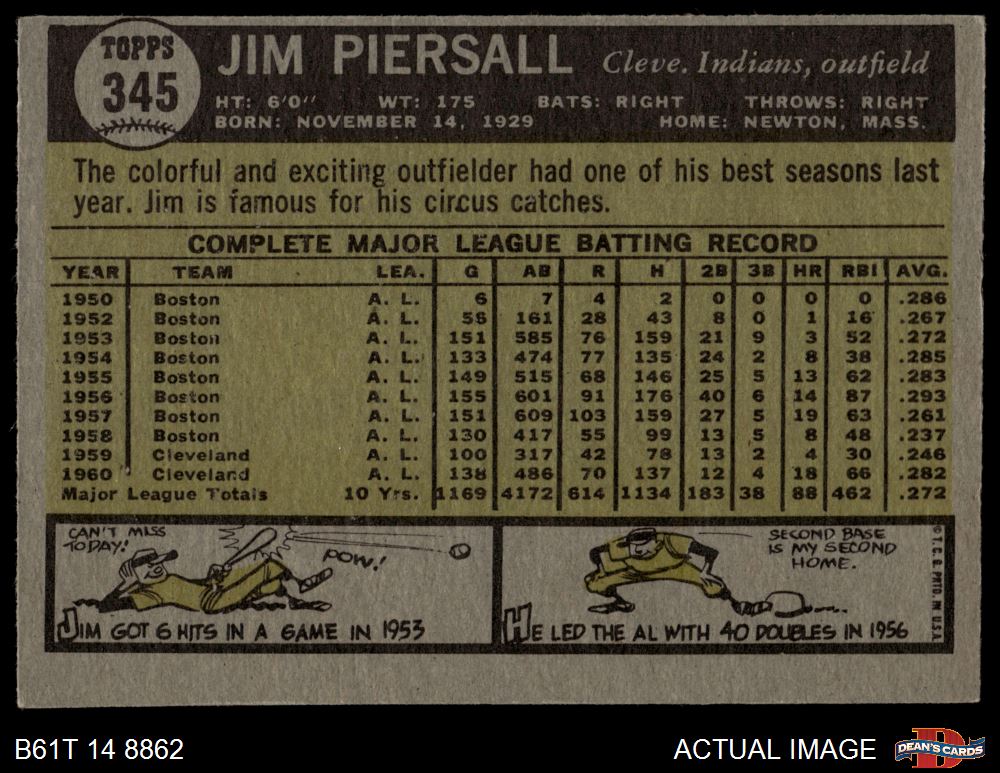 TOPPS
345
JIM PIERSALL Cleve. Indians, outfield
HT: 6'0" WT: 175 BATS: RIGHT THROWS: RIGHT
BORN: NOVEMBER 14, 1929 HOME: NEWTON, MASS.
The colorful and exciting outfielder had one of his best seasons last
year. Jim is famous for his circus catches.
COMPLETE MAJOR LEAGUE BATTING RECORD
YEAR TEAM LEA. G AB R H 2B 3B HR RBI AVG.
1950 Boston A. L. 6 7 4 2 0 0 0 0 .286
1952 Boston A. L. 56 161 28 43 8 0 1 16 .267
1953 Boston A. L. 151 585 76 159 21 9 3 52 .272
1954 Boston A. L. 133 474 77 135 24 2 8 38 .285
1955 Boston A. L. 149 515 68 146 25 5 13 62 .283
1956 Boston A. L. 155 601 91 176 40 6 14 87 .293
1957 Boston A. L. 151 609 103 159 27 5 19 63 .261
1958 Boston A. L. 130 417 55 99 13 5 8 48 .237
1959 Cleveland A. L. 100 317 42 78 13 2 4 30 .246
1960 Cleveland A. L. 138 486 70 137 12 4 18 66 .282
Major League Totals 10 Yrs. 1169 4172 614 1134 183 38 88 462 .272
CAN'T MISS
TODAY!
POW!
JIM GOT 6 HITS IN A GAME IN 1953
SECOND BASE
IS MY SECOND
HOME.
HE LED THE AL WITH 40 DOUBLES IN 1956
© T. C. G. PRTD. IN U.S.A.
B61T 14 8862
ACTUAL IMAGE
D
DEAN'S CARDS